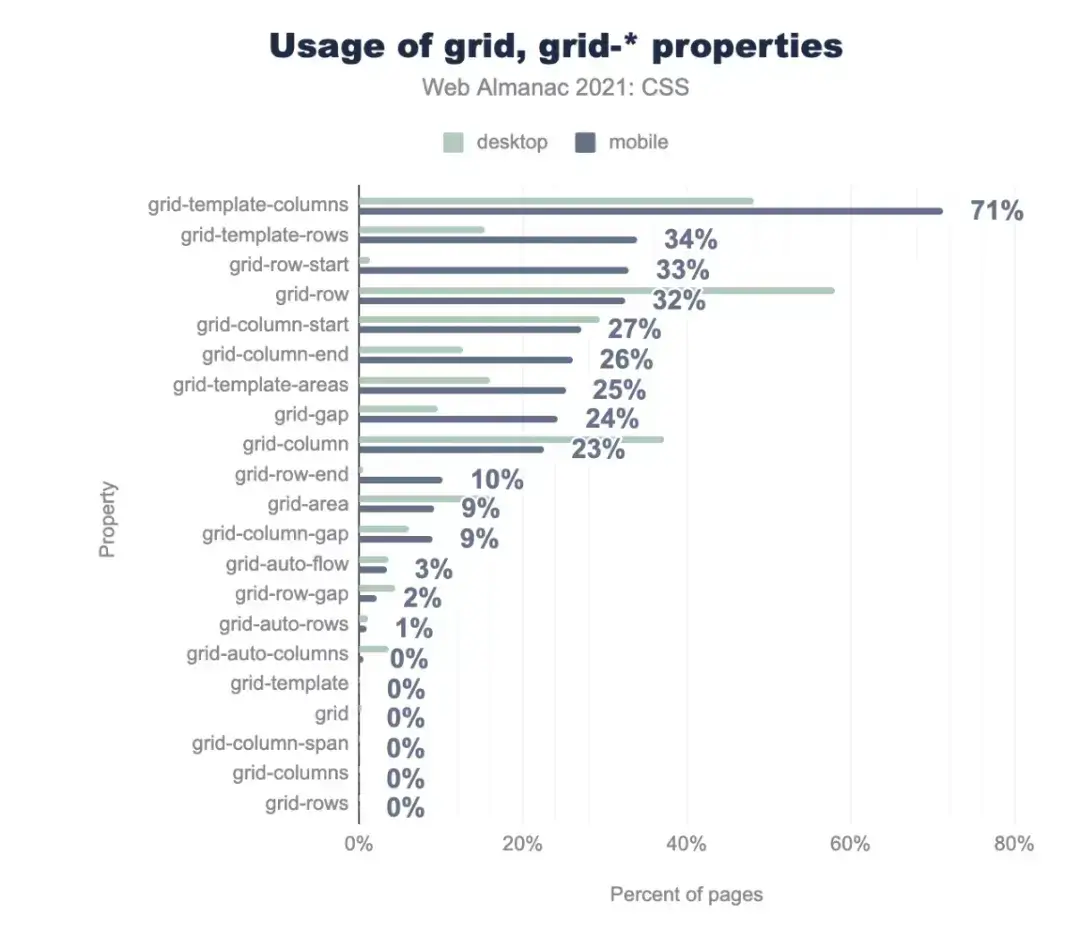 Usage of grid, grid-* properties
Web Almanac 2021: CSS
desktop mobile
grid-template-columns 71%
grid-template-rows 34%
grid-row-start 33%
grid-row 32%
grid-column-start 27%
grid-column-end 26%
grid-template-areas 25%
grid-gap 24%
grid-column 23%
grid-row-end 10%
grid-area 9%
grid-column-gap 9%
grid-auto-flow 3%
grid-row-gap 2%
grid-auto-rows 1%
grid-auto-columns 0%
grid-template 0%
grid 0%
grid-column-span 0%
grid-columns 0%
grid-rows 0%
Property
0% 20% 40% 60% 80%
Percent of pages